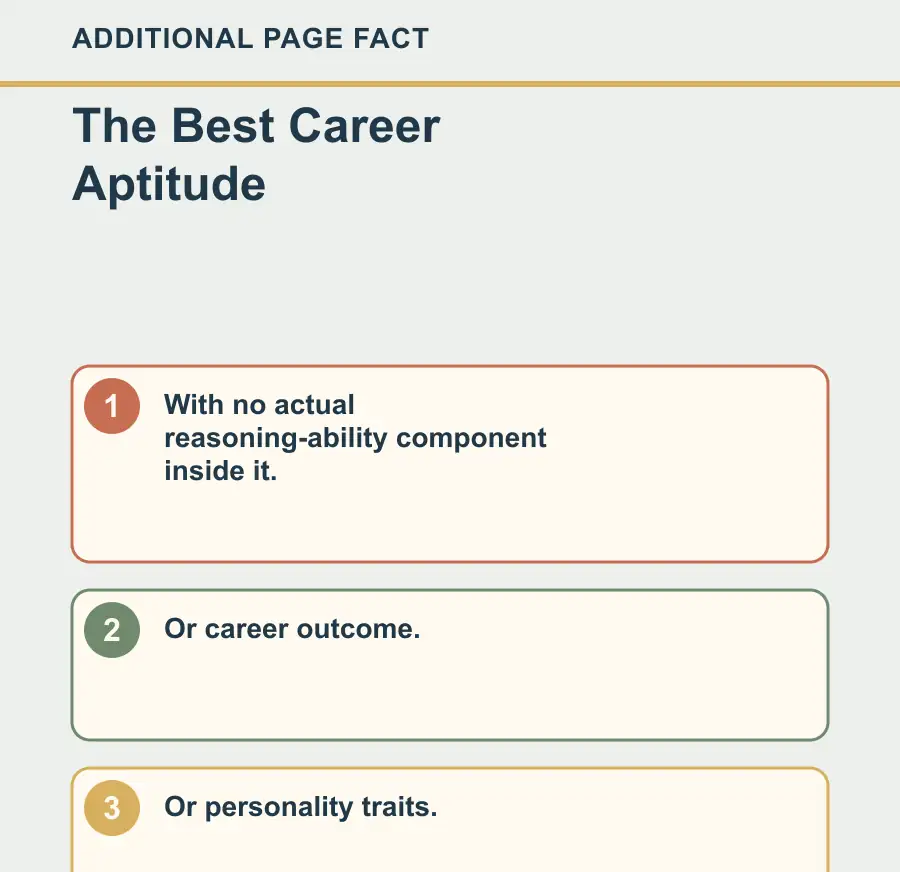 ADDITIONAL PAGE FACT
The Best Career
Aptitude
1
With no actual
reasoning-ability component
inside it.
2
Or career outcome.
3
Or personality traits.